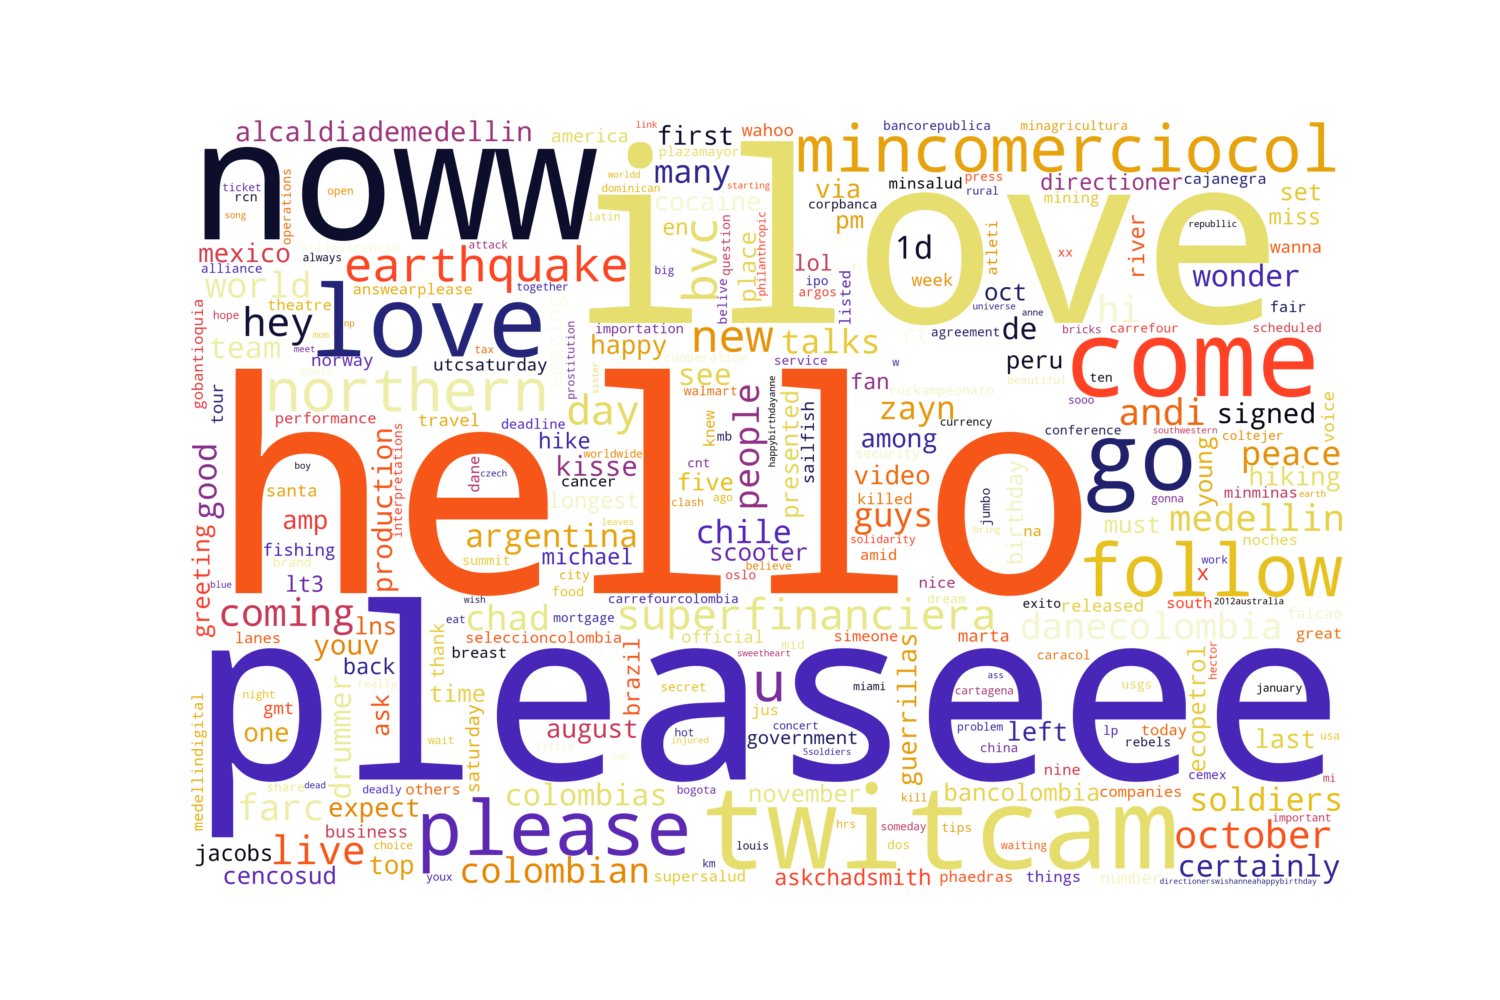 link
alcaldiademedellin
america
first
wahoo
bancorepublica
minagricultura
noww
ilove
mincomerciocol
plazamayor
many
worldd
dominican
starting
cocaine
via
minsalud
press
rural
directioner
cajanegra
set
ticket
rcn
open
song
operations
latin
en
corpbanca
pm
mining
miss
republlic
villavicensio
mexico
alliance
always
attack
earthquake
together
big
bvc
place
question
philanthropic
lol
1d
atleti
xx
river
wanna
wonder
world
theatre
answearplease
love
belive
ipo
argos
listed
week
oct
universe
anne
hi
fair
gobantioquia
hope
mom
np
hey
team
meet
norway
tax
utcsaturday
importation
happy
new
talks
agreement
de
bricks
carrefour
scheduled
come
movie
prostitution
cooperation
service
w
peru
ten
beautiful
northern
sister
see
walmart
fan
rockampeonato
sooo
andi
signed
tour
performance
travel
deadline
day
people
happybirthdayanne
presented
sailfish
zayn
currency
conference
southwestern
coltejer
voice
good
hello
hike
worldwide
knew
mb
among
security
go
young
peace
production
interpretations
dane
czech
kisse
cnt
video
hiking
boy
santa
cancer
five
killed
jumbo
birthday
gonna
minminas
earth
amp
longest
clash
ago
guys
na
must
medellin
noches
fishing
argentina
leaves
chile
solidarity
bring
brand
summit
michael
scooter
believe
amid
follow
greeting
lt3
city
food
oslo
nice
x
work
blue
wish
carrefourcolombia
dream
exito
released
south
2012australia
falcao
coming
lns
chad
eat
mortgage
superfinanciera
danecolombia
great
lanes
youv
seleccioncolombia
official
mid
simeone
marta
back
thank
breast
brazil
sweetheart
caracol
hector
pleaseee
night
really
time
secret
u
miami
guerrillas
ass
cartagena
usgs
ecopetrol
january
medellindigital
gmt
one
drummer
ask
wait
saturday
august
jus
hot
concert
injured
government
5soldiers
problem
left
lp
today
last
usa
little
cup
china
rebels
share
dead
deadly
others
colombias
bogota
november
kill
nine
bancolombia
companies
cemex
mi
soldiers
farc
expect
business
please
twitcam
important
choice
hrs
someday
tips
october
jacobs
live
top
louis
dos
waiting
certainly
cencosud
youx
colombian
supersalud
km
askchadsmith
phaedras
things
number
directionerswishanneahappybirthday